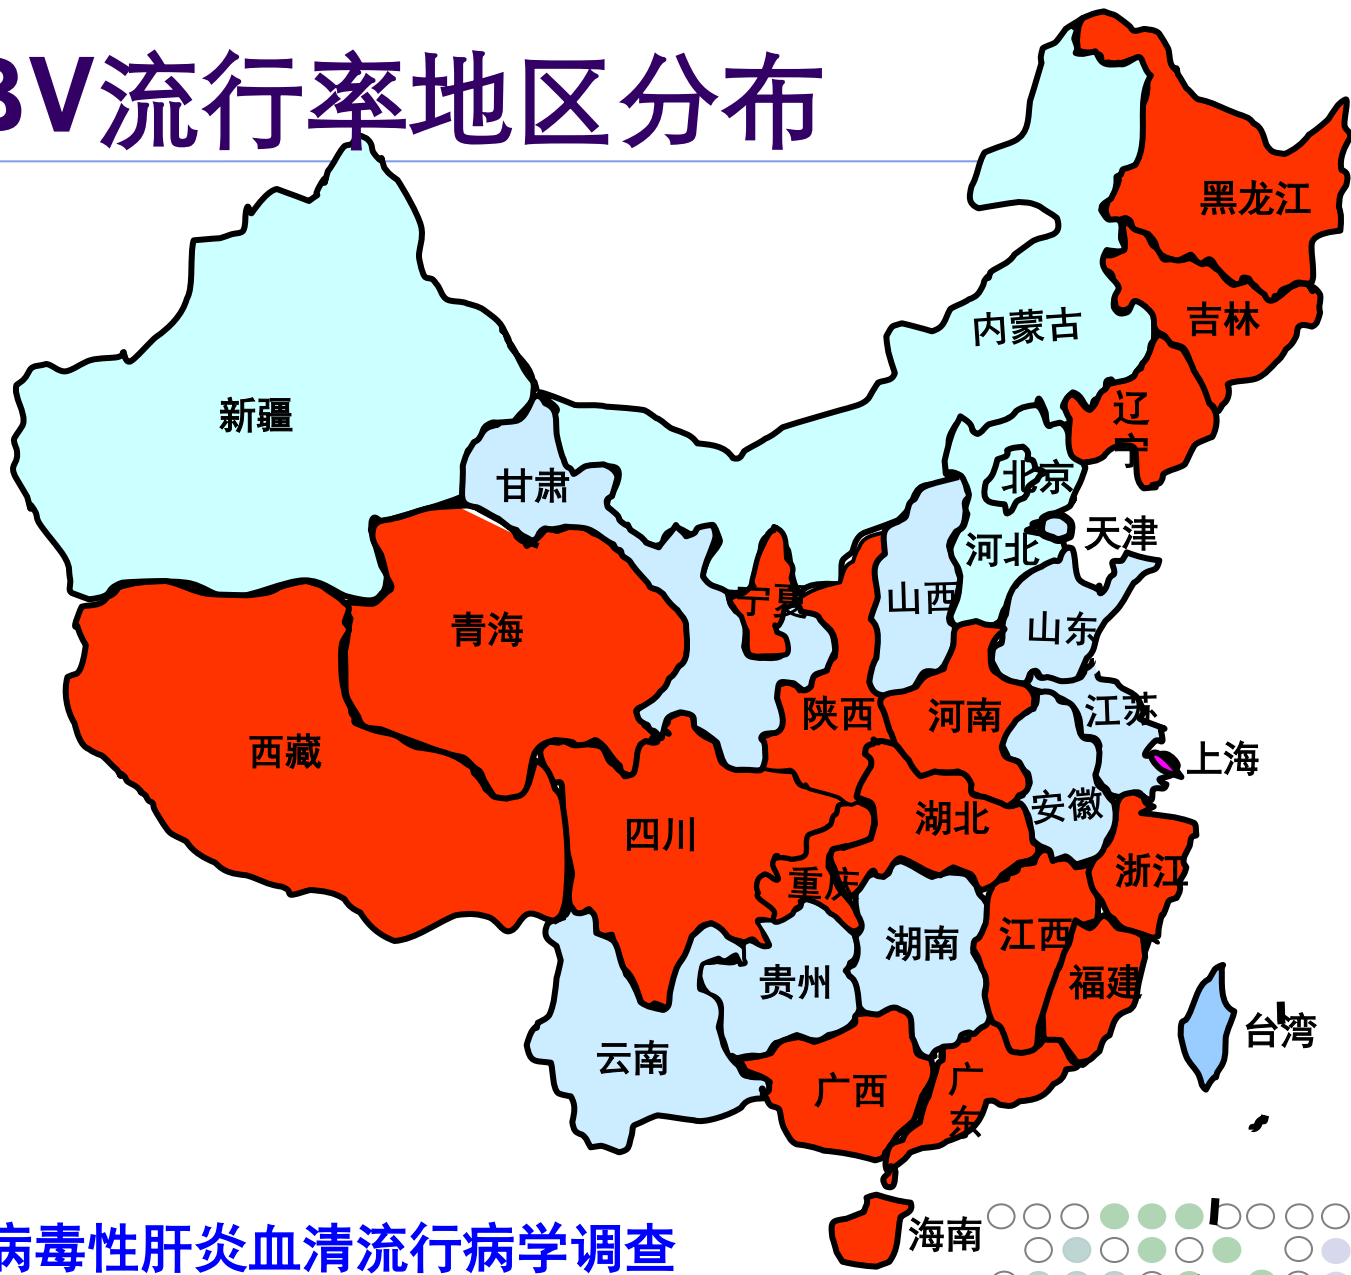 BV流行率地区分布
黑龙江
吉林
内蒙古
辽
宁
新疆
甘肃
北京
天津
河北
宁夏
山西
山东
青海
陕西
河南
江苏
西藏
上海
四川
湖北
安徽
重庆
浙江
湖南
江西
贵州
福建
云南
台湾
广西
广
东
海南
病毒性肝炎血清流行病学调查